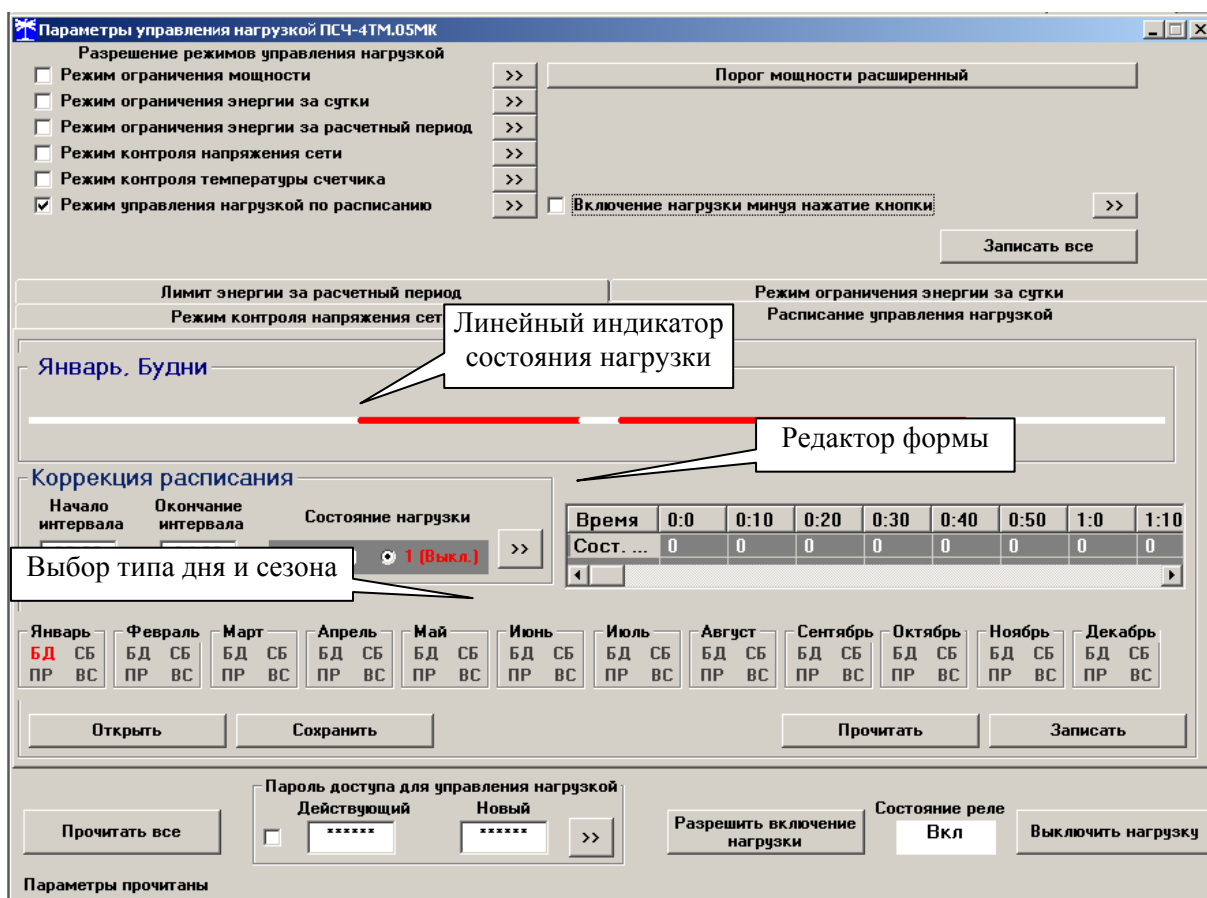 Параметры управления нагрузкой ПСЧ-4ТМ.05МК
Разрешение режимов управления нагрузкой
Режим ограничения мощности >> Порог мощности расширенный
Режим ограничения энергии за сутки >>
Режим ограничения энергии за расчетный период >>
Режим контроля напряжения сети >>
Режим контроля температуры счетчика >>
Режим управления нагрузкой по расписанию >> Включение нагрузки минуя нажатие кнопки >>
Записать все
Лимит энергии за расчетный период Режим ограничения энергии за сутки
Режим контроля напряжения сет Расписание управления нагрузкой
Линейный индикатор
состояния нагрузки
Январь, Будни
Редактор формы
Коррекция расписания
Начало Окончание
интервала интервала Состояние нагрузки
1 (Выкл.) >>
Время 0:0 0:10 0:20 0:30 0:40 0:50 1:0 1:10
Сост. ... 0 0 0 0 0 0 0 0
Выбор типа дня и сезона
Январь Февраль Март Апрель Май Июнь Июль Август Сентябрь Октябрь Ноябрь Декабрь
БД СБ БД СБ БД СБ БД СБ БД СБ БД СБ БД СБ БД СБ БД СБ БД СБ БД СБ БД СБ
ПР ВС ПР ВС ПР ВС ПР ВС ПР ВС ПР ВС ПР ВС ПР ВС ПР ВС ПР ВС ПР ВС ПР ВС
Открыть Сохранить Прочитать Записать
Пароль доступа для управления нагрузкой
Действующий Новый Состояние реле
Прочитать все ****** ****** >> Разрешить включение нагрузки Вкл Выключить нагрузку
Параметры прочитаны